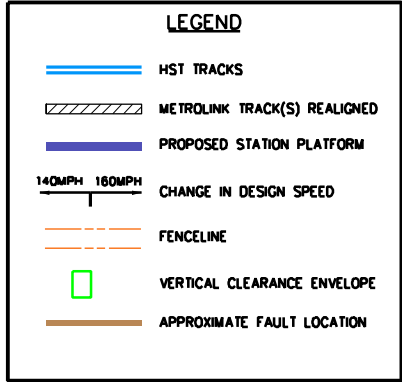 LEGEND
HST TRACKS
METROLINK TRACK(S) REALIGNED
PROPOSED STATION PLATFORM
140MPH 160MPH
CHANGE IN DESIGN SPEED
FENCELINE
VERTICAL CLEARANCE ENVELOPE
APPROXIMATE FAULT LOCATION